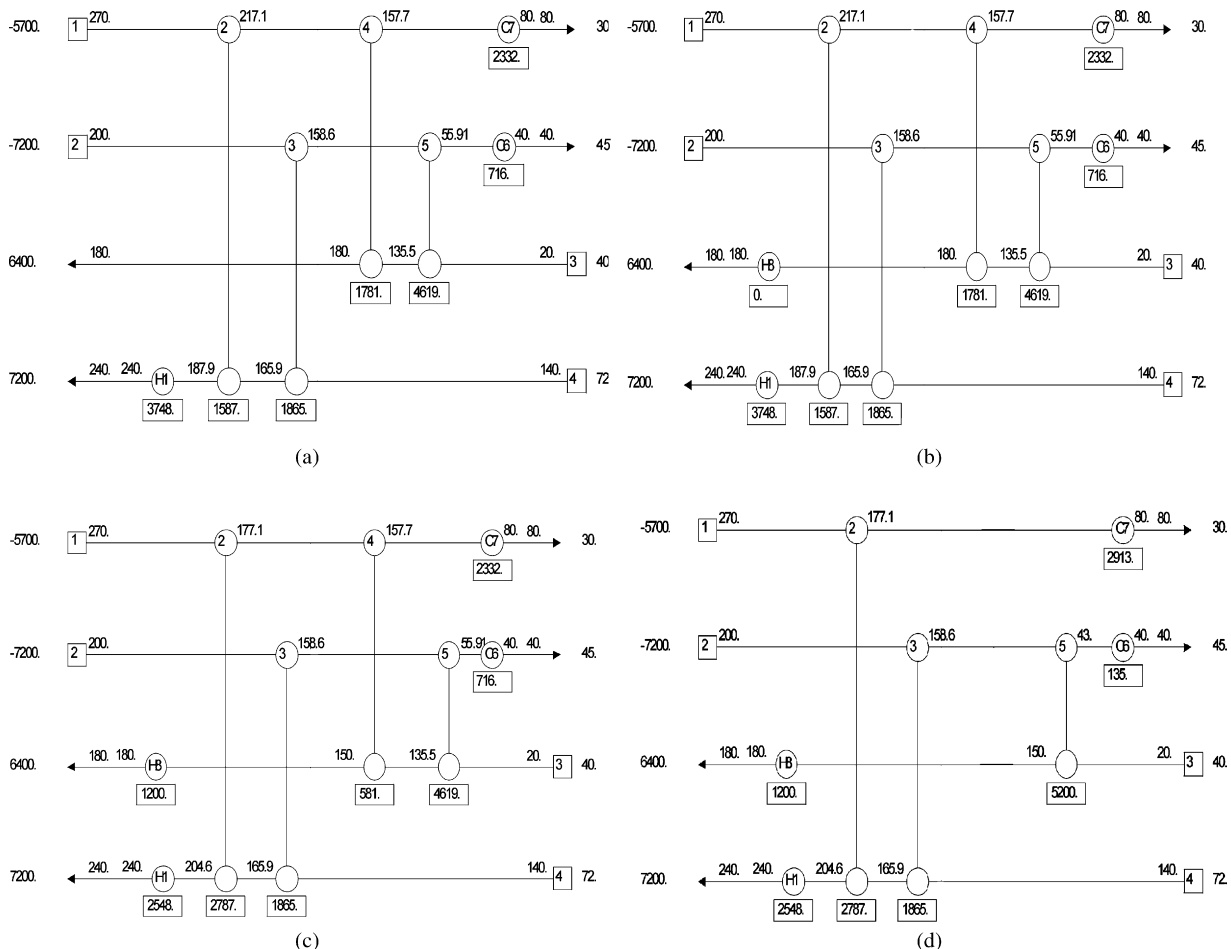 -5700. 1 270. 2 217.1 4 157.7 C7 80. 80. 30
2332.
-7200. 2 200. 3 158.6 5 55.91 C6 40. 40. 45
716.
6400. 180. 180. 135.5 20. 3 40
1781. 4619.
7200. 240. 240. H1 187.9 165.9 140. 4 72
3748. 1587. 1865.
(a)
-5700. 1 270. 2 217.1 4 157.7 C7 80. 80. 30.
2332.
-7200. 2 200. 3 158.6 5 55.91 C6 40. 40. 45.
716.
6400. 180. 180. H3 180. 135.5 20. 3 40.
0. 1781. 4619.
7200. 240. 240. H1 187.9 165.9 140. 4 72.
3748. 1587. 1865.
(b)
-5700. 1 270. 2 177.1 4 157.7 C7 80. 80. 30.
2332.
-7200. 2 200. 3 158.6 5 55.91 C6 40. 40. 45.
716.
6400. 180. 180. H3 150. 135.5 20. 3 40.
1200. 581. 4619.
7200. 240. 240. H1 204.6 165.9 140. 4 72.
2548. 2787. 1865.
(c)
-5700. 1 270. 2 177.1 C7 80. 80. 30.
2913.
-7200. 2 200. 3 158.6 5 43. C6 40. 40. 45.
135.
6400. 180. 180. H3 150. 20. 3 40.
1200. 5200.
7200. 240. 240. H1 204.6 165.9 140. 4 72.
2548. 2787. 1865.
(d)